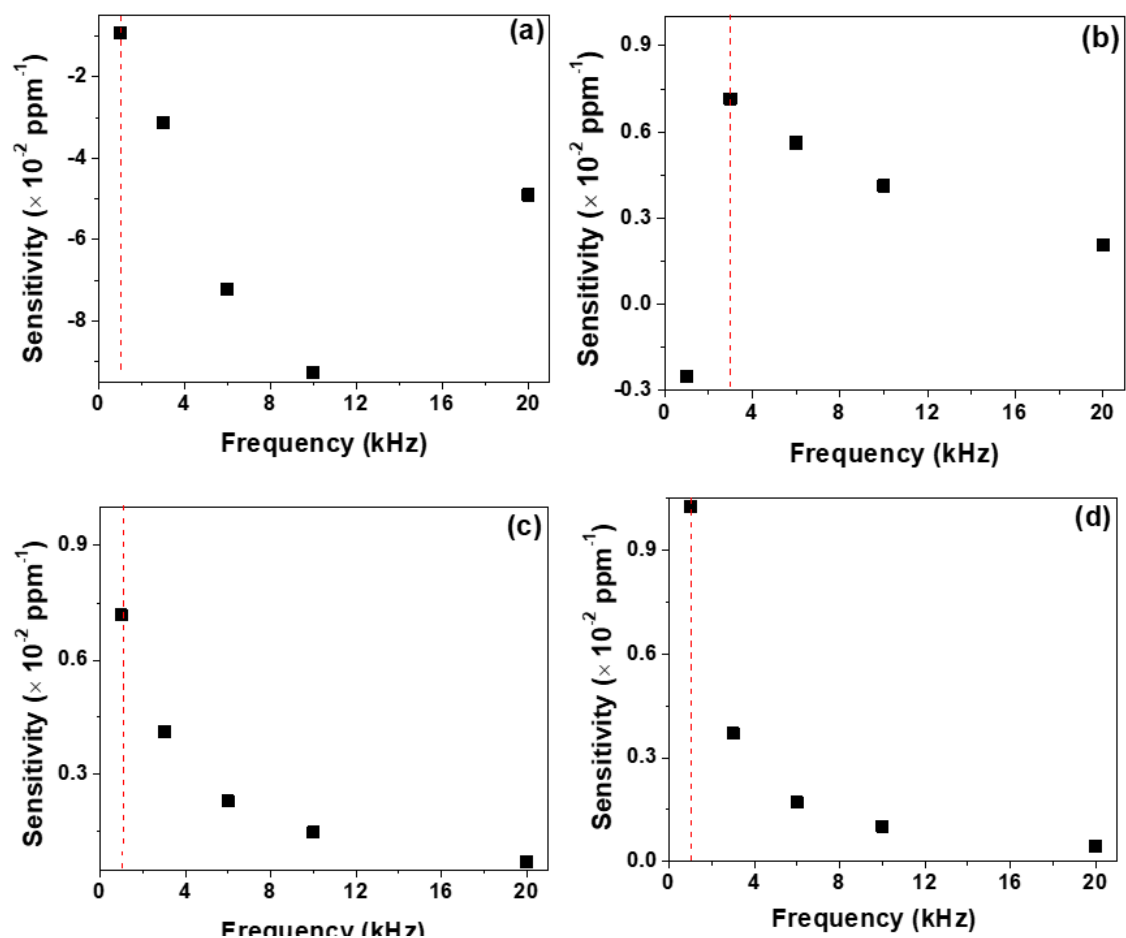 (a)
Sensitivity (× 10⁻² ppm⁻¹)
-2
-4
-6
-8
0 4 8 12 16 20
Frequency (kHz)
(b)
Sensitivity (× 10⁻² ppm⁻¹)
0.9
0.6
0.3
0.0
-0.3
0 4 8 12 16 20
Frequency (kHz)
(c)
Sensitivity (× 10⁻² ppm⁻¹)
0.9
0.6
0.3
0 4 8 12 16 20
Frequency (kHz)
(d)
Sensitivity (× 10⁻² ppm⁻¹)
0.9
0.6
0.3
0.0
0 4 8 12 16 20
Frequency (kHz)